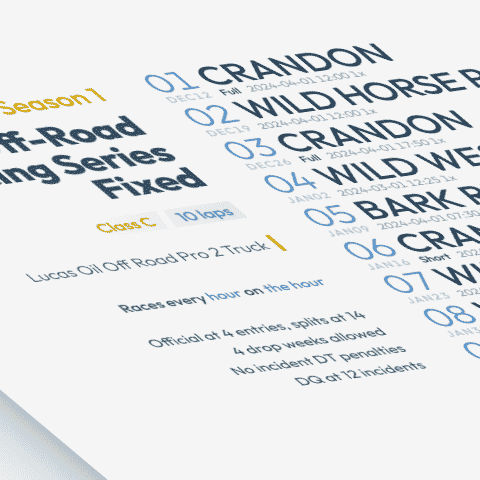 Season 1
ff-Road
ng Series
Fixed
Class C 10 laps
Lucas Oil Off Road Pro 2 Truck
Races every hour on the hour
Official at 4 entries, splits at 14
4 drop weeks allowed
No incident DT penalties
DQ at 12 incidents
01 CRANDON
DEC12 Full 2024-04-01 12:00 1x
02 WILD HORSE
DEC19 2024-04-01 12:00 1x
03 CRANDON
DEC26 Full 2024-04-01 17:50 1x
04 WILD WES
JAN02 2024-03-01 12:25 1x
05 BARK R
JAN09 2024-04-01 07:30
06 CRAN
JAN16 Short 202
07 WI
JAN23 202
08